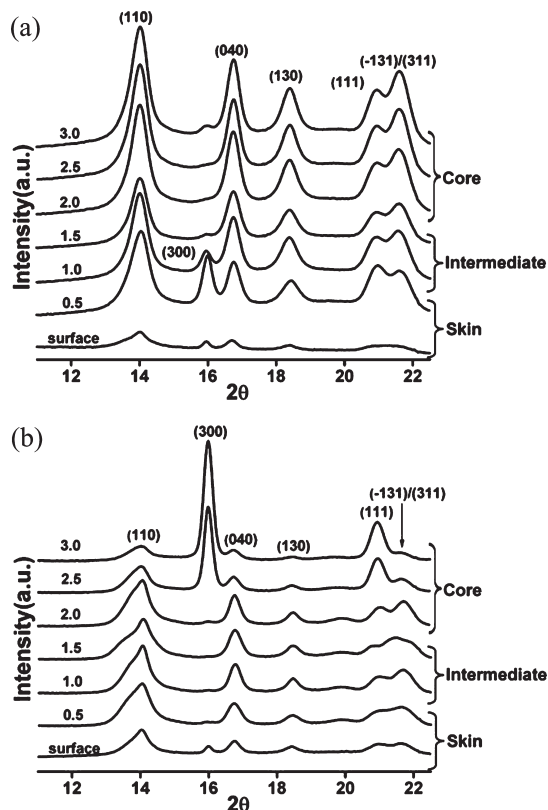 (a)
(110)
(040)
(130)
(111)
(-131)/(311)
3.0
2.5
2.0
1.5
1.0
(300)
0.5
surface
Core
Intermediate
Skin
Intensity(a.u.)
12 14 16 18 20 22
2θ
(b)
(300)
(-131)/(311)
(111)
(110)
(040)
(130)
3.0
2.5
2.0
1.5
1.0
0.5
surface
Core
Intermediate
Skin
Intensity(a.u.)
12 14 16 18 20 22
2θ